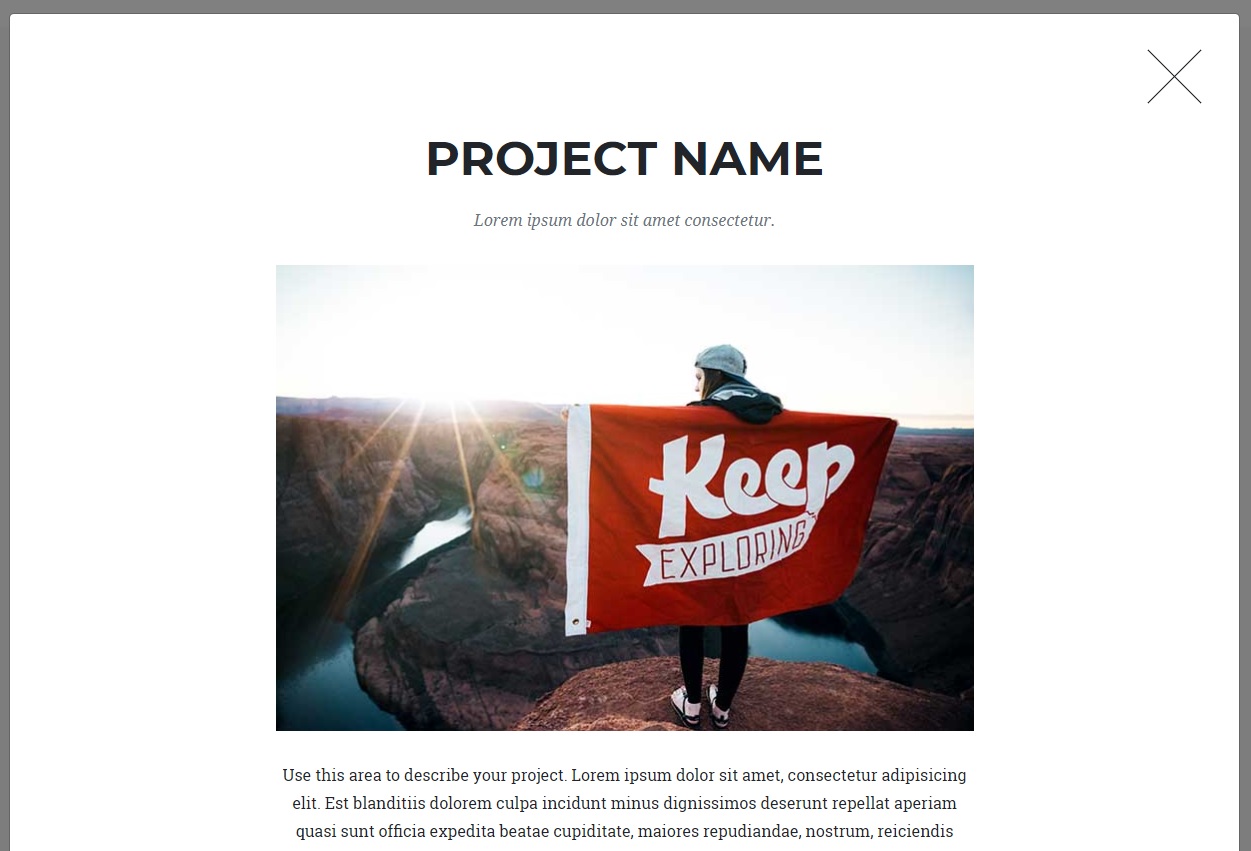 PROJECT NAME
Lorem ipsum dolor sit amet consectetur.
Keep
EXPLORING
Use this area to describe your project. Lorem ipsum dolor sit amet, consectetur adipisicing
elit. Est blanditiis dolorem culpa incidunt minus dignissimos deserunt repellat aperiam
quasi sunt officia expedita beatae cupiditate, maiores repudiandae, nostrum, reiciendis